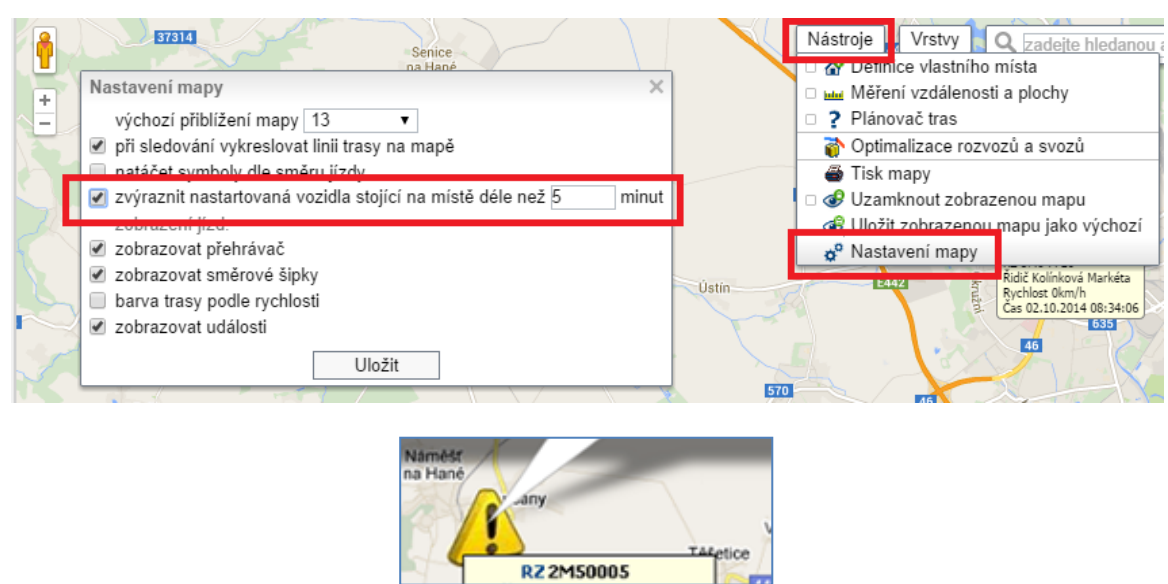 37314
Senice
na Hané
Nástroje
Vrstvy
zadejte hledanou a
Definice vlastního místa
Měření vzdálenosti a plochy
Plánovač tras
Optimalizace rozvozů a svozů
Tisk mapy
Uzamknout zobrazenou mapu
Uložit zobrazenou mapu jako výchozí
Nastavení mapy
Nastavení mapy
výchozí přiblížení mapy 13
při sledování vykreslovat linii trasy na mapě
natáčet symboly dle směru jízdy
zvýraznit nastartovaná vozidla stojící na místě déle než 5 minut
zobrazení jízd:
zobrazovat přehrávač
zobrazovat směrové šipky
barva trasy podle rychlosti
zobrazovat události
Uložit
Ústín
E442
Řidič Kolínková Markéta
Rychlost 0km/h
Čas 02.10.2014 08:34:06
635
46
570
46
Náměšť
na Hané
any
Těšetice
RZ 2M50005
44